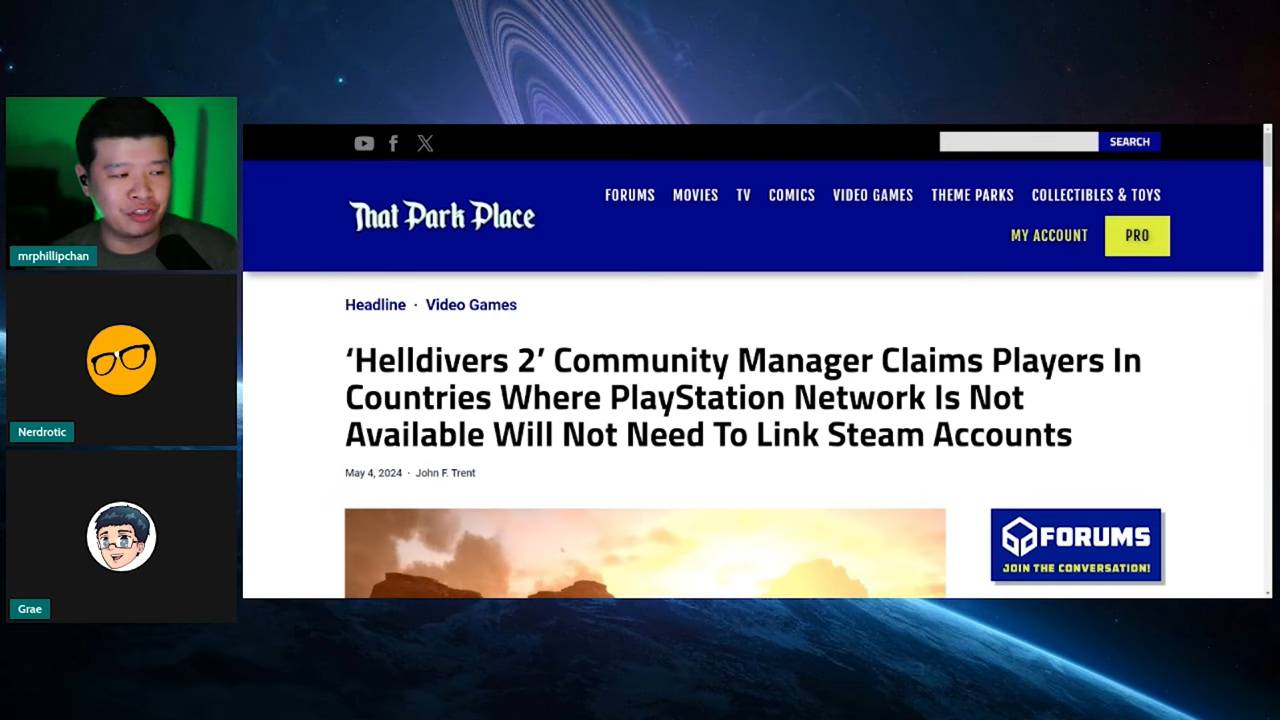 SEARCH
That Park Place
FORUMS MOVIES TV COMICS VIDEO GAMES THEME PARKS COLLECTIBLES & TOYS
MY ACCOUNT PRO
mrphillipchan
Headline · Video Games
‘Helldivers 2’ Community Manager Claims Players In
Countries Where PlayStation Network Is Not
Available Will Not Need To Link Steam Accounts
Nerdrotic
May 4, 2024 · John F. Trent
FORUMS
JOIN THE CONVERSATION!
Grae